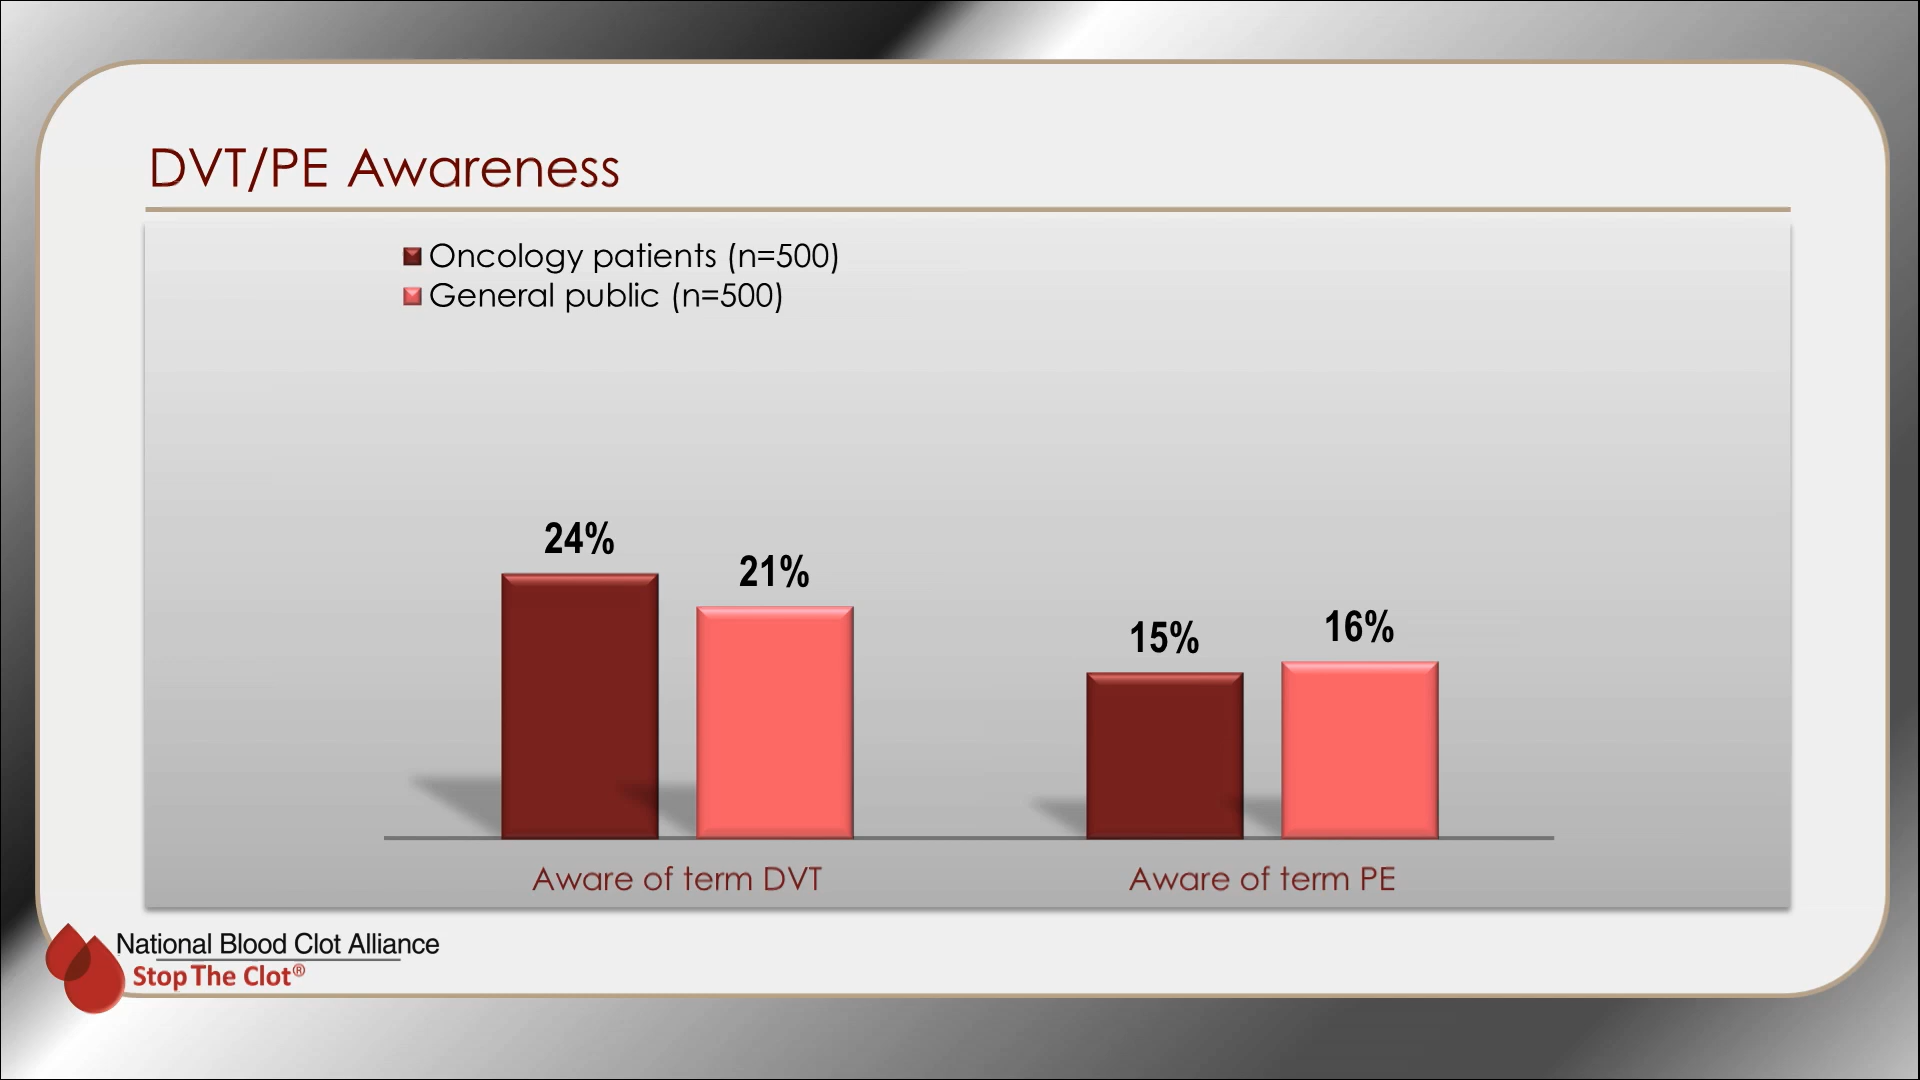 DVT/PE Awareness
Oncology patients (n=500)
General public (n=500)
24%
21%
15%
16%
Aware of term DVT
Aware of term PE
National Blood Clot Alliance
Stop The Clot®